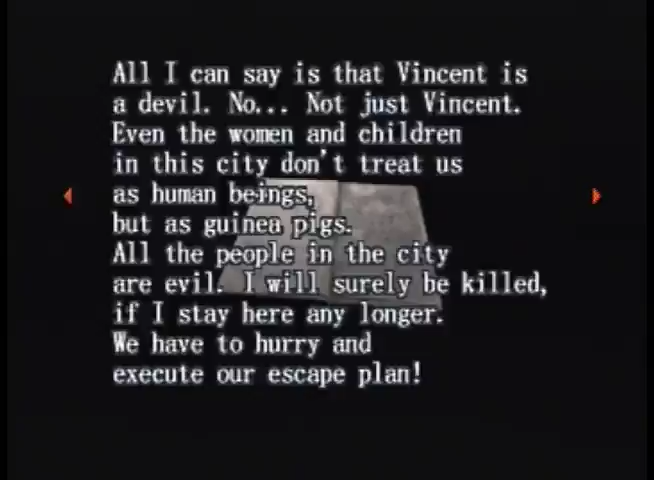 All I can say is that Vincent is
a devil. No... Not just Vincent.
Even the women and children
in this city don't treat us
as human beings,
but as guinea pigs.
All the people in the city
are evil. I will surely be killed,
if I stay here any longer.
We have to hurry and
execute our escape plan!